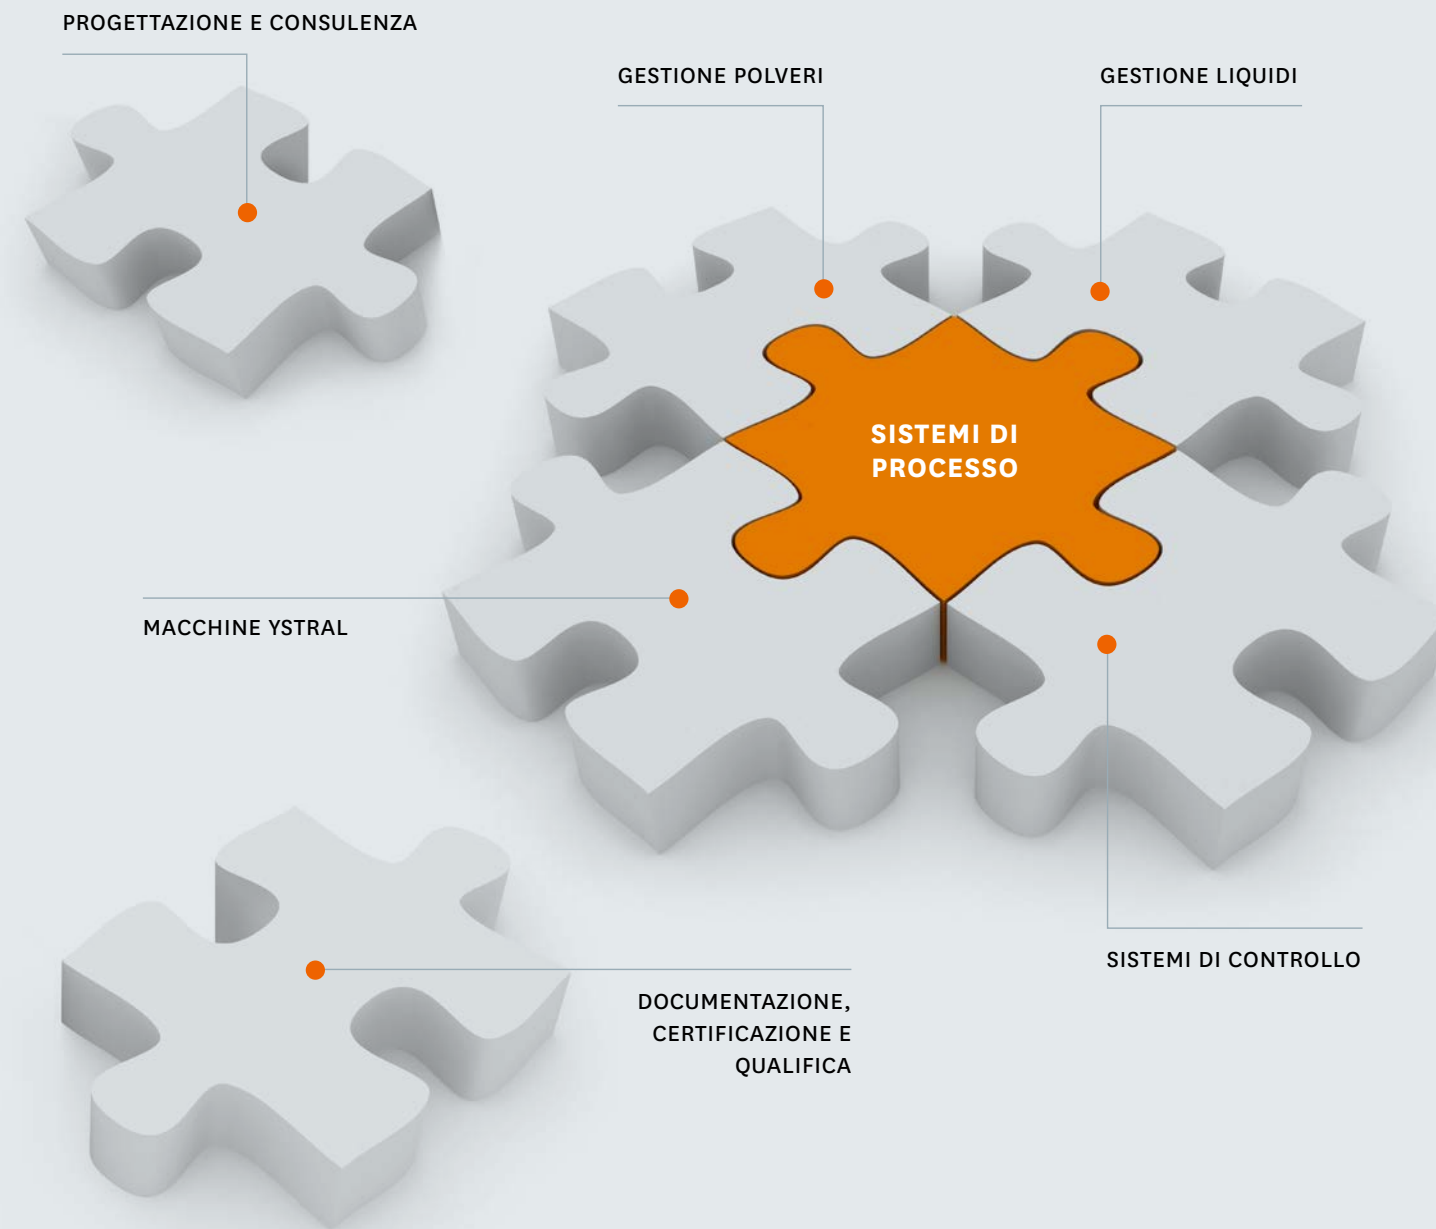 PROGETTAZIONE E CONSULENZA
GESTIONE POLVERI
GESTIONE LIQUIDI
SISTEMI DI
PROCESSO
MACCHINE YSTRAL
SISTEMI DI CONTROLLO
DOCUMENTAZIONE,
CERTIFICAZIONE E
QUALIFICA